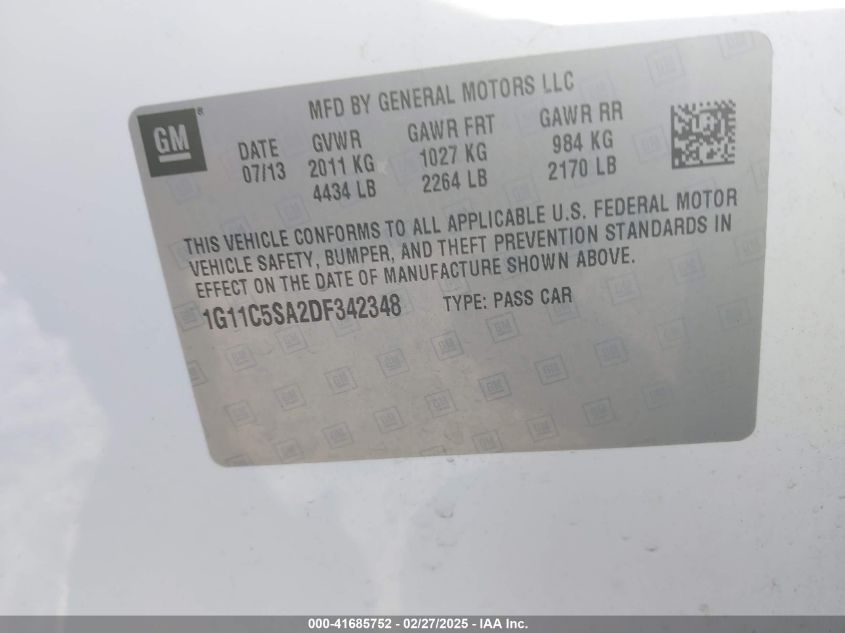 MFD BY GENERAL MOTORS LLC
GM
®
DATE GVWR GAWR FRT GAWR RR
07/13 2011 KG 1027 KG 984 KG
4434 LB 2264 LB 2170 LB
THIS VEHICLE CONFORMS TO ALL APPLICABLE U.S. FEDERAL MOTOR
VEHICLE SAFETY, BUMPER, AND THEFT PREVENTION STANDARDS IN
EFFECT ON THE DATE OF MANUFACTURE SHOWN ABOVE.
1G11C5SA2DF342348 TYPE: PASS CAR
000-41685752 - 02/27/2025 - IAA Inc.